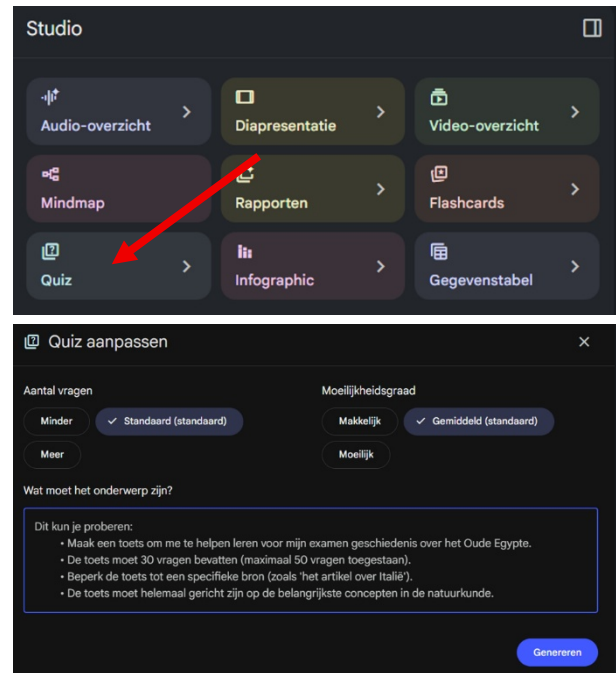 Studio
Audio-overzicht
Diapresentatie
Video-overzicht
Mindmap
Rapporten
Flashcards
Quiz
Infographic
Gegevenstabel
Quiz aanpassen
Aantal vragen
Moeilijkheidsgraad
Minder
Standaard (standaard)
Makkelijk
Gemiddeld (standaard)
Meer
Moeilijk
Wat moet het onderwerp zijn?
Dit kun je proberen:
• Maak een toets om me te helpen leren voor mijn examen geschiedenis over het Oude Egypte.
• De toets moet 30 vragen bevatten (maximaal 50 vragen toegestaan).
• Beperk de toets tot een specifieke bron (zoals 'het artikel over Italië').
• De toets moet helemaal gericht zijn op de belangrijkste concepten in de natuurkunde.
Genereren